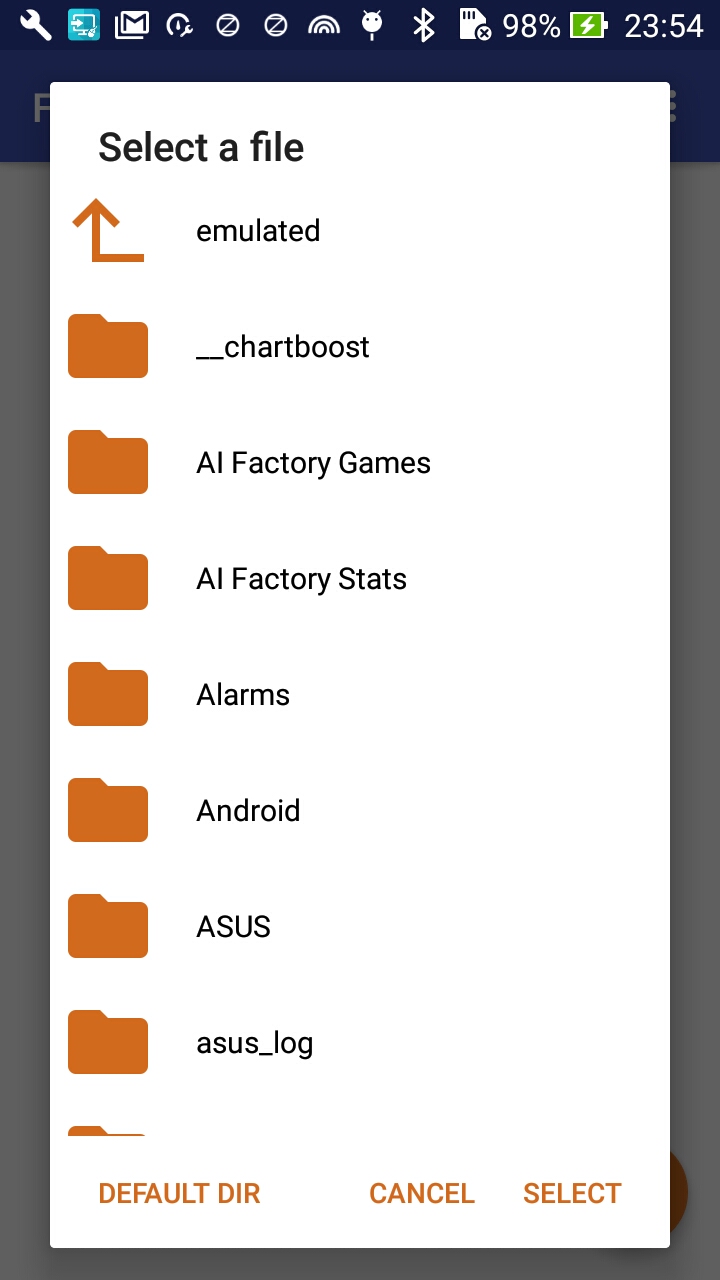 98% 23:54
F
Select a file
emulated
__chartboost
AI Factory Games
AI Factory Stats
Alarms
Android
ASUS
asus_log
DEFAULT DIR CANCEL SELECT